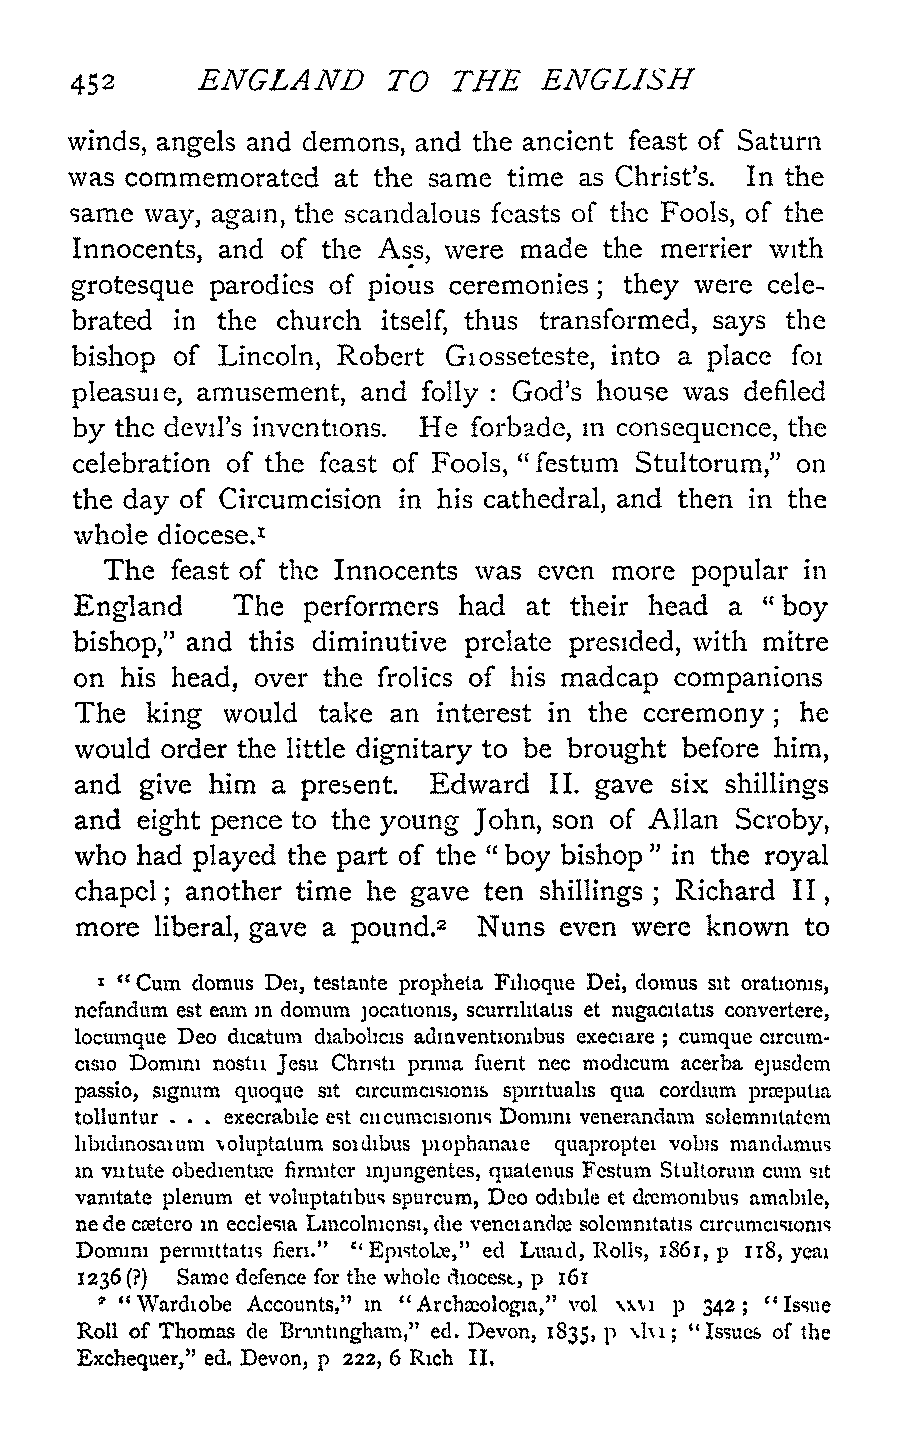 452 ENGLAND TO THE ENGLISH
winds, angels and demons, and the ancient feast of Saturn
was commemorated at the same time as Christ's. In the
same way, again, the scandalous feasts of the Fools, of the
Innocents, and of the Ass, were made the merrier with
grotesque parodies of pious ceremonies ; they were cele-
brated in the church itself, thus transformed, says the
bishop of Lincoln, Robert Grosseteste, into a place for
pleasure, amusement, and folly : God's house was defiled
by the devil's inventions. He forbade, in consequence, the
celebration of the feast of Fools, “ festum Stultorum,” on
the day of Circumcision in his cathedral, and then in the
whole diocese.¹
The feast of the Innocents was even more popular in
England The performers had at their head a “ boy
bishop,” and this diminutive prelate presided, with mitre
on his head, over the frolics of his madcap companions
The king would take an interest in the ceremony ; he
would order the little dignitary to be brought before him,
and give him a present. Edward II. gave six shillings
and eight pence to the young John, son of Allan Scroby,
who had played the part of the “ boy bishop ” in the royal
chapel ; another time he gave ten shillings ; Richard II ,
more liberal, gave a pound.² Nuns even were known to
¹ “ Cum domus Dei, testante propheta Filioque Dei, domus sit orationis,
nefandum est eam in domum jocationis, scurrilitatis et nugacitatis convertere,
locumque Deo dicatum diabolicis adinventionibus execrare ; cumque circum-
cisio Domini nostri Jesu Christi prima fuerit nec modicum acerba ejusdem
passio, signum quoque sit circumcisionis spiritualis qua cordium præputia
tolluntur . . . execrabile est circumcisionis Domini venerandam solemnitatem
libidinosarum voluptatum sordibus prophanare quapropter vobis mandamus
in virtute obedientiæ firmiter injungentes, quatenus Festum Stultorum cum sit
vanitate plenum et voluptatibus spurcum, Deo odibile et dæmonibus amabile,
ne de cætero in ecclesia Lincolniensi, die venerandæ solemnitatis circumcisionis
Domini permittatis fieri.” “ Epistolæ,” ed Luard, Rolls, 1861, p 118, year
1236 (?) Same defence for the whole diocese, p 161
² “ Wardrobe Accounts,” in “ Archæologia,” vol xxvi p 342 ; “ Issue
Roll of Thomas de Brantingham,” ed. Devon, 1835, p xlvi ; “ Issues of the
Exchequer,” ed. Devon, p 222, 6 Rich II.